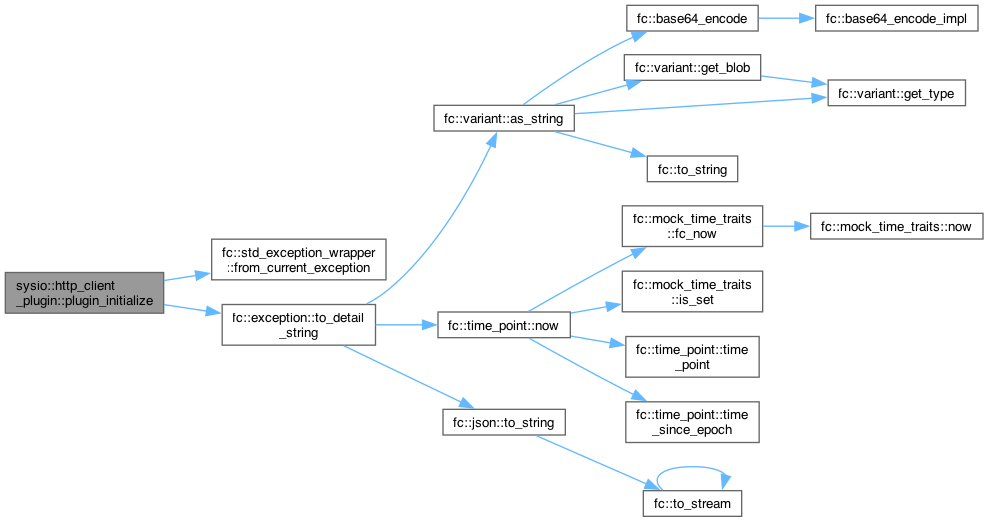 fc::base64_encode
fc::base64_encode_impl
fc::variant::get_blob
fc::variant::get_type
fc::variant::as_string
fc::to_string
fc::mock_time_traits
::fc_now
fc::mock_time_traits::now
fc::std_exception_wrapper
::from_current_exception
sysio::http_client
_plugin::plugin_initialize
fc::mock_time_traits
::is_set
fc::exception::to_detail
_string
fc::time_point::now
fc::time_point::time
_point
fc::time_point::time
_since_epoch
fc::json::to_string
fc::to_stream